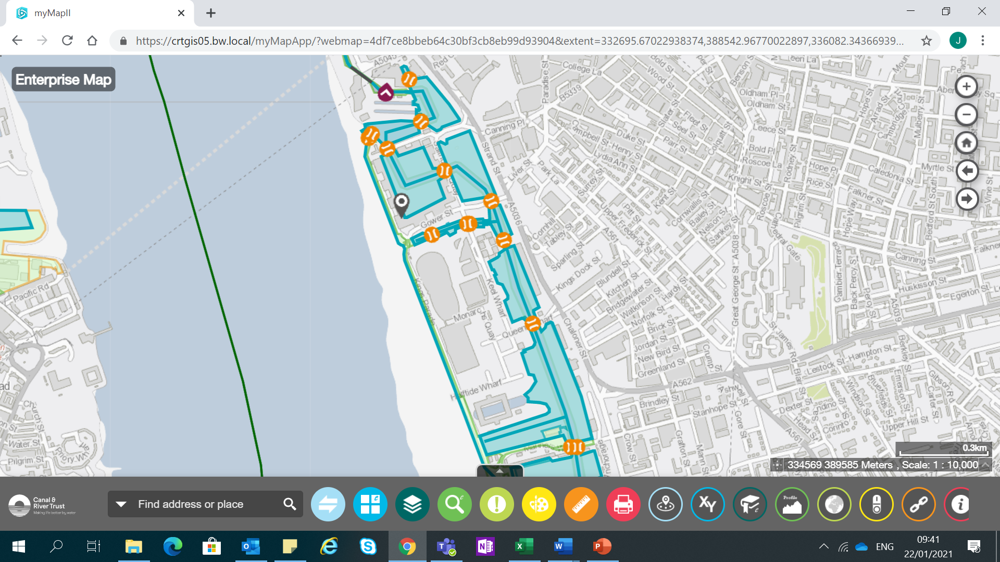 myMapII
https://crtgis05.bw.local/myMapApp/?webmap=4df7ce8bbeb64c30bf3cb8eb99d93904&extent=332695.67022938374,388542.96770022897,336082.34366939...
J
Enterprise Map
A5045
College La
Paradise St
B5339
Bold St
Wood St
Oldham Pl
Oldham St
Fleet St
Seel St
Slater St
Leece St
Canning Pl
Campbell St
Duke St
Henry St
Parr St
Colquitt St
Lydia Ann St
Bold Pl
Roscoe La
Rodney St
Hope Pl
Rice St
Caledonia St
Myrtle St
Mulberry St
Hope St
Arrad St
Cambridge Cour
Knight St
Falkner St
Strand St
Liver St
Park La
Surrey St
Kent St
Pitt St
Upper Frederick St
Cornwallis St
Bailey St
Nelson St
Sankey St
Roscoe St
Pilgrim St
Hope Way
Bedford St South
Vine St
A5036
Gower St
Cornhill
Tabley St
A561
Sparling St
Kings Dock St
Blundell St
Kitchen St
Bridgewater St
Watkinson St
Norfolk St
Hardy St
Brick St
Jordan St
New Bird St
Greenland St
Crump St
Great George St
A5038
Cathedral Gate
Gambier-Terrace
Back Percy St
Percy St
Canning St
Huskisson St
Egerton St
A5039
Falkner
Kings Parade
Keel Wharf
Monarchs Quay
Chaloner St
Halftide Wharf
A562
Brindley St
Stanhope St
Ashwell St
Gore St
Grafton St
Crow St
Mann St
St James Rd
Blair St
Lestock St
Hampton St
Dexter St
Head St
A561
Upper Hill St
Windsor St
Berkley St
Emerson St
Carter St
Gibson Rd
Pacific Rd
Church St
Water St
Pilgrim St
Priory Wh
0.3km
334569 389585 Meters , Scale: 1 : 10,000
Canal &
River Trust
Making life better by water
Find address or place
XY
Profile
ENG
09:41
22/01/2021